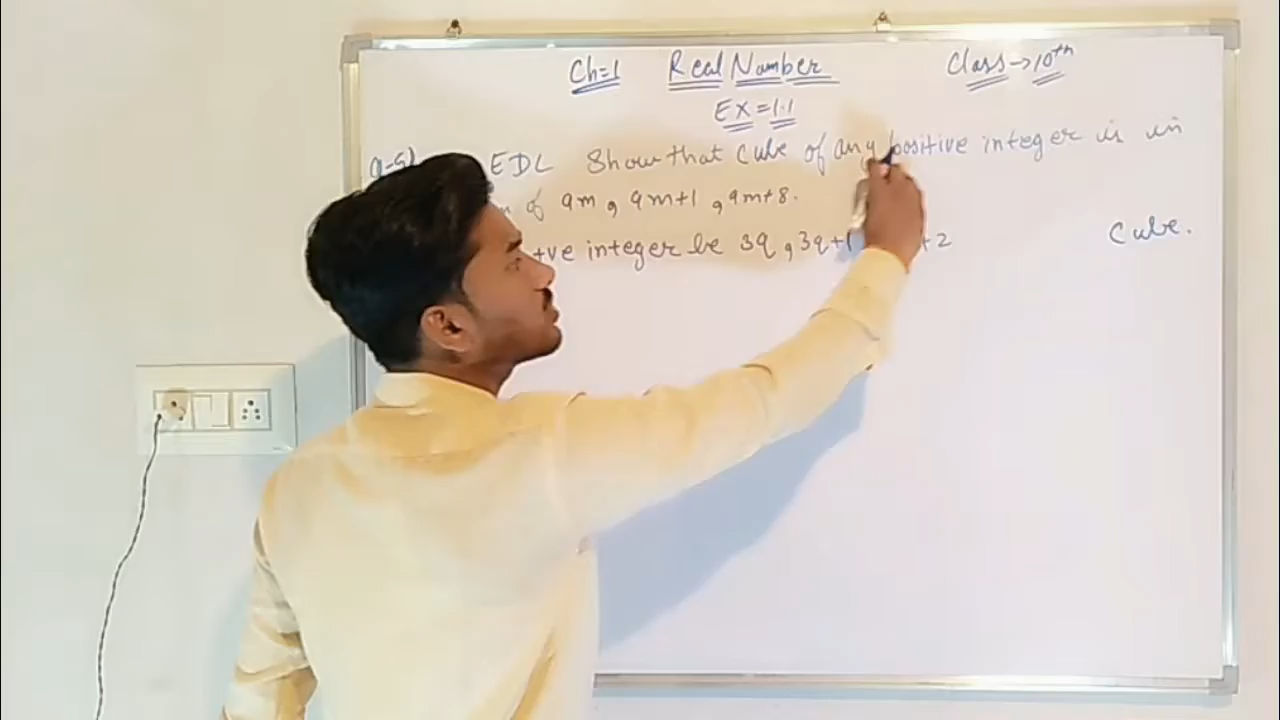 Ch=1 Real Number Class→10th
EX=1.1
Q-5) EDL Show that cube of any positive integer is in
of 9m, 9m+1, 9m+8.
+ve integer be 3q, 3q+1 +2 Cube.